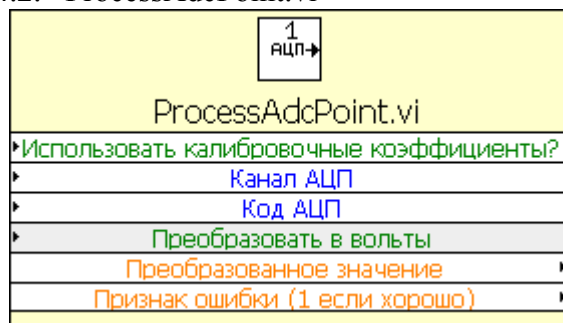 1
АЦП
ProcessAdcPoint.vi
Использовать калибровочные коэффициенты?
Канал АЦП
Код АЦП
Преобразовать в вольты
Преобразованное значение
Признак ошибки (1 если хорошо)